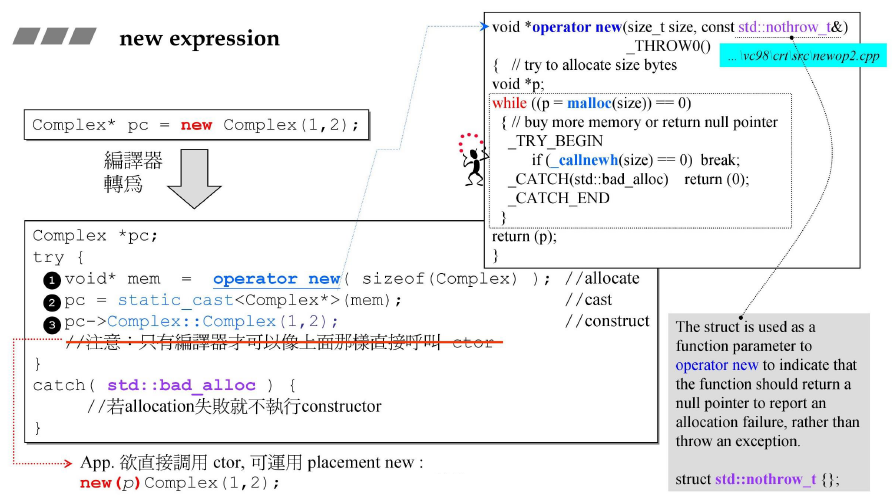 new expression
Complex* pc = new Complex(1,2);
編譯器
轉為
Complex *pc;
try {
❶ void* mem = operator new( sizeof(Complex) ); //allocate
❷ pc = static_cast<Complex*>(mem); //cast
❸ pc->Complex::Complex(1,2); //construct
//注意：只有編譯器才可以像上面那樣直接呼叫 ctor
}
catch( std::bad_alloc ) {
//若allocation失敗就不執行constructor
}
App. 欲直接調用 ctor, 可運用 placement new :
new(p)Complex(1,2);
void *operator new(size_t size, const std::nothrow_t&)
_THROW0()
...\vc98\crt\src\newop2.cpp
{ // try to allocate size bytes
void *p;
while ((p = malloc(size)) == 0)
{ // buy more memory or return null pointer
_TRY_BEGIN
if (_callnewh(size) == 0) break;
_CATCH(std::bad_alloc) return (0);
_CATCH_END
}
return (p);
}
The struct is used as a
function parameter to
operator new to indicate that
the function should return a
null pointer to report an
allocation failure, rather than
throw an exception.
struct std::nothrow_t {};